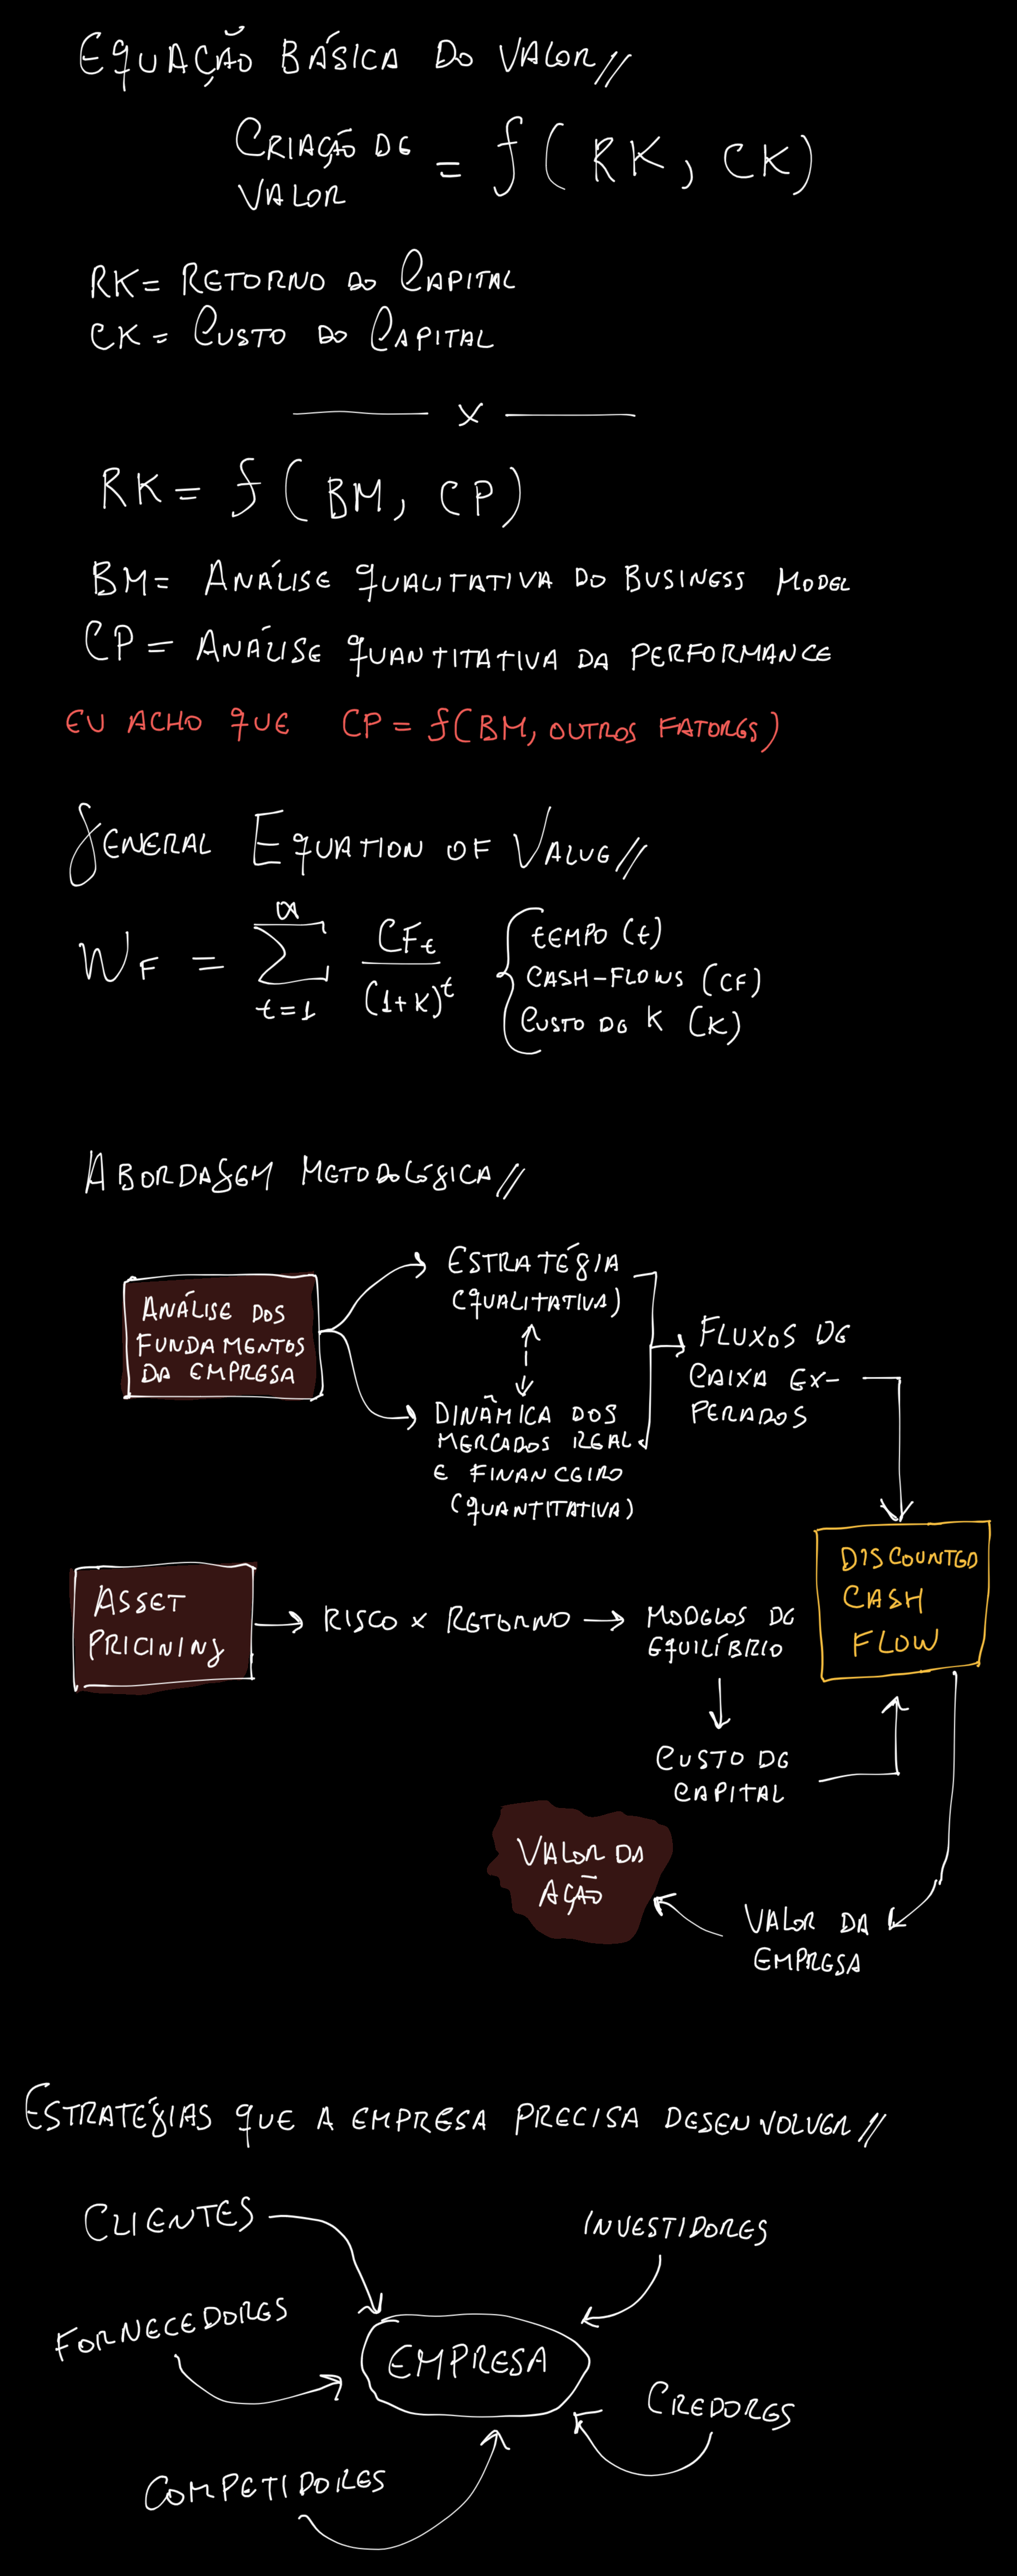 EQUAÇÃO BÁSICA DO VALOR//
CRIAÇÃO DE
VALOR
= f(RK, CK)
RK = RETORNO DO CAPITAL
CK = CUSTO DO CAPITAL
x
RK = f(BM, CP)
BM = ANÁLISE QUALITATIVA DO BUSINESS MODEL
CP = ANÁLISE QUANTITATIVA DA PERFORMANCE
EU ACHO QUE CP = f(BM, OUTROS FATORES)
GENERAL EQUATION OF VALUE//
W_F = ∑_{t=1}^{∞} CF_t / (1+K)^t
TEMPO (t)
CASH-FLOWS (CF)
CUSTO DE K (K)
ABORDAGEM METODOLÓGICA//
ANÁLISE DOS
FUNDAMENTOS
DA EMPRESA
ESTRATÉGIA
(QUALITATIVA)
DINÂMICA DOS
MERCADOS REAL
E FINANCEIRO
(QUANTITATIVA)
FLUXOS DE
CAIXA EX-
PERADOS
DISCOUNTED
CASH
FLOW
ASSET
PRICINING
RISCO x RETORNO
MODELOS DE
EQUILÍBRIO
CUSTO DE
CAPITAL
VALOR DA
AÇÃO
VALOR DA
EMPRESA
ESTRATÉGIAS QUE A EMPRESA PRECISA DESENVOLVER//
CLIENTES
INVESTIDORES
FORNECEDORES
EMPRESA
CREDORES
COMPETIDORES